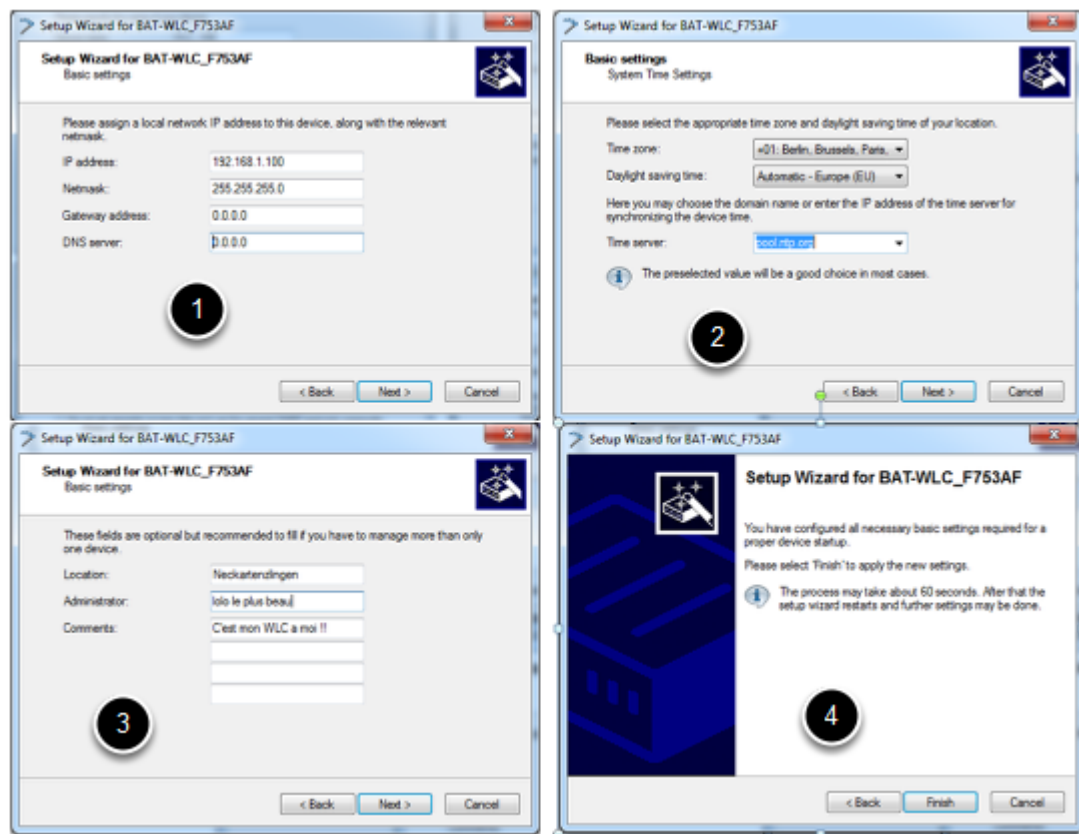 Setup Wizard for BAT-WLC_F753AF
Setup Wizard for BAT-WLC_F753AF
Basic settings
Please assign a local network IP address to this device, along with the relevant
netmask.
IP address: 192.168.1.100
Netmask: 255.255.255.0
Gateway address: 0.0.0.0
DNS server: 0.0.0.0
1
< Back Next > Cancel
Setup Wizard for BAT-WLC_F753AF
Basic settings
System Time Settings
Please select the appropriate time zone and daylight saving time of your location.
Time zone: +01: Berlin, Brussels, Paris,
Daylight saving time: Automatic - Europe (EU)
Here you may choose the domain name or enter the IP address of the time server for
synchronizing the device time.
Time server: pool.ntp.org
The preselected value will be a good choice in most cases.
2
< Back Next > Cancel
Setup Wizard for BAT-WLC_F753AF
Setup Wizard for BAT-WLC_F753AF
Basic settings
These fields are optional but recommended to fill if you have to manage more than only
one device.
Location: Neckartenzlingen
Administrator: lolo le plus beau
Comments: C'est mon WLC a moi !!
3
< Back Next > Cancel
Setup Wizard for BAT-WLC_F753AF
Setup Wizard for BAT-WLC_F753AF
You have configured all necessary basic settings required for a
proper device startup.
Please select 'Finish' to apply the new settings.
The process may take about 60 seconds. After that the
setup wizard restarts and further settings may be done.
4
< Back Finish Cancel